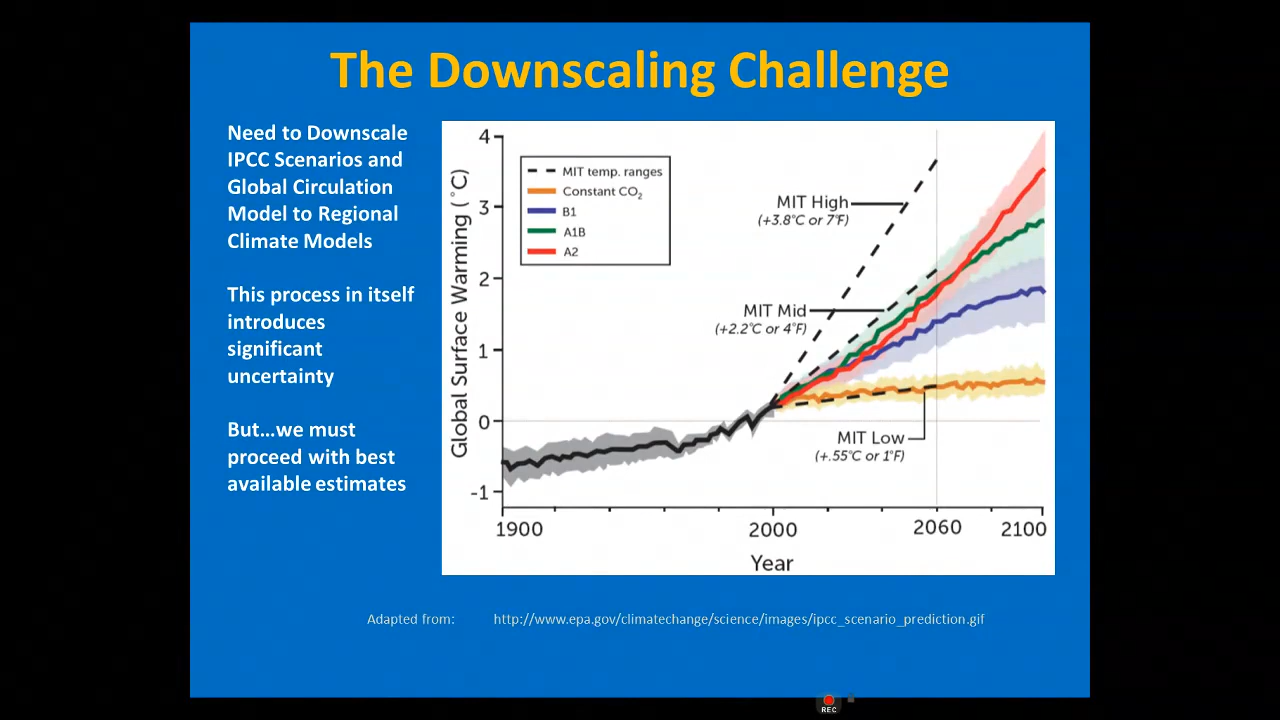 The Downscaling Challenge
Need to Downscale
IPCC Scenarios and
Global Circulation
Model to Regional
Climate Models
This process in itself
introduces
significant
uncertainty
But…we must
proceed with best
available estimates
Global Surface Warming (˚C)
4
3
2
1
0
-1
MIT temp. ranges
Constant CO₂
B1
A1B
A2
MIT High
(+3.8°C or 7°F)
MIT Mid
(+2.2°C or 4°F)
MIT Low
(+.55°C or 1°F)
1900
2000
2060
2100
Year
Adapted from: http://www.epa.gov/climatechange/science/images/ipcc_scenario_prediction.gif
REC